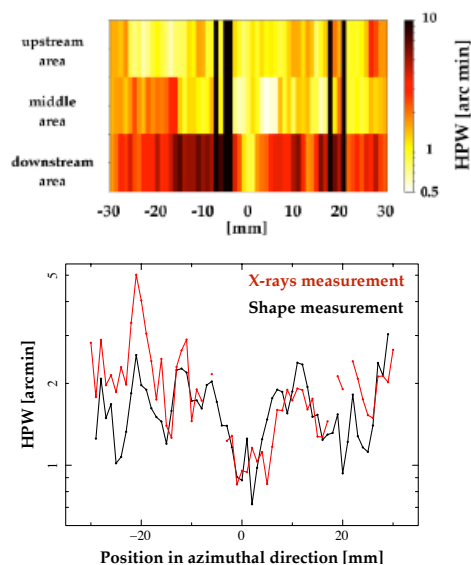 upstream
area
middle
area
downstream
area
-30 -20 -10 0 10 20 30
[mm]
10
1
0.5
HPW [arc min]
X-rays measurement
Shape measurement
5
2
1
HPW [arcmin]
−20 0 20
Position in azimuthal direction [mm]